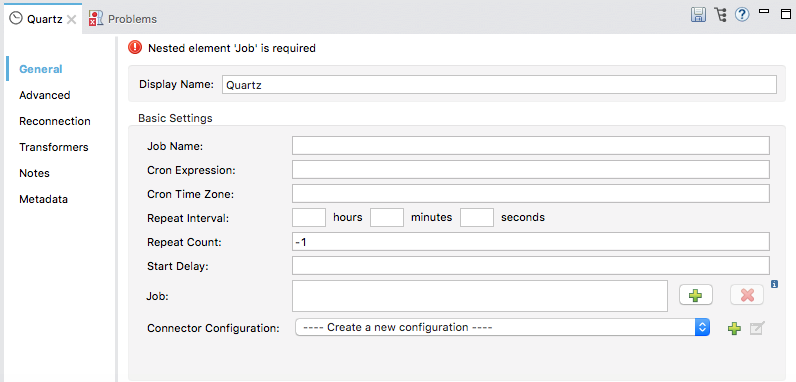 Quartz
Problems
Nested element 'Job' is required
General
Advanced
Reconnection
Transformers
Notes
Metadata
Display Name: Quartz
Basic Settings
Job Name:
Cron Expression:
Cron Time Zone:
Repeat Interval: hours minutes seconds
Repeat Count: -1
Start Delay:
Job:
Connector Configuration: ---- Create a new configuration ----